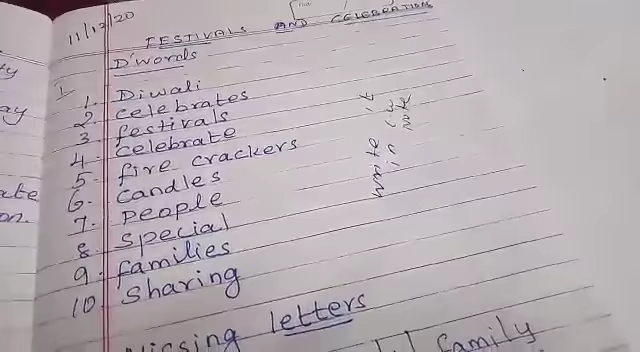 11/12/20
FESTIVALS AND CELEBRATIONS
D'words
I
1. Diwali
2. celebrates
3. festivals
4. celebrate
5. fire crackers
6. candles
7. people
8. special
9. families
10. Sharing
Missing letters
family